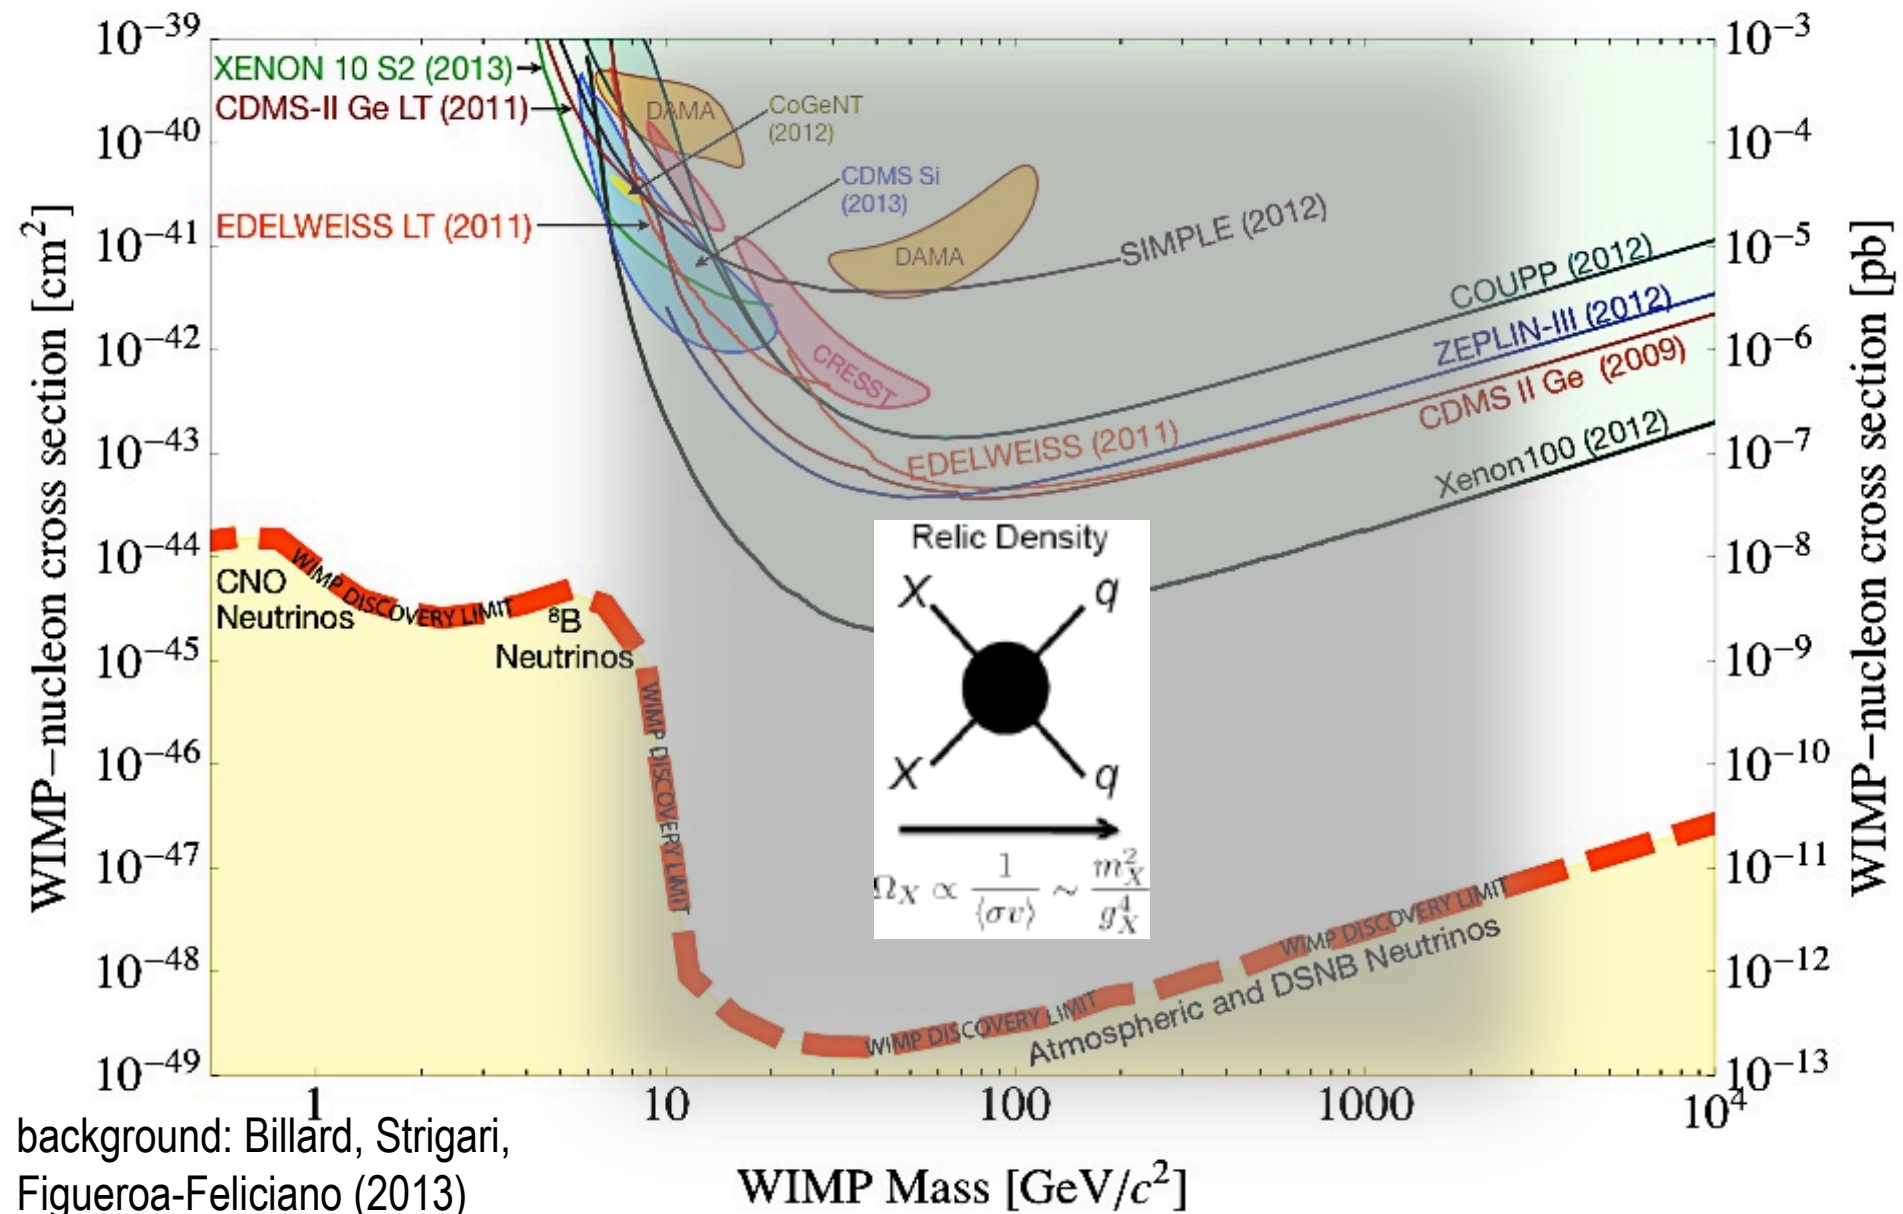 10⁻³⁹
10⁻⁴⁰
10⁻⁴¹
10⁻⁴²
10⁻⁴³
10⁻⁴⁴
10⁻⁴⁵
10⁻⁴⁶
10⁻⁴⁷
10⁻⁴⁸
10⁻⁴⁹
WIMP−nucleon cross section [cm²]
XENON 10 S2 (2013)
CDMS-II Ge LT (2011)
EDELWEISS LT (2011)
DAMA
CoGeNT
(2012)
CDMS Si
(2013)
DAMA
SIMPLE (2012)
COUPP (2012)
ZEPLIN-III (2012)
CDMS II Ge (2009)
Xenon100 (2012)
CRESST
EDELWEISS (2011)
Relic Density
X q
X q
Ω_X ∝ 1/⟨σv⟩ ~ m_X²/g_X⁴
CNO
Neutrinos
WIMP DISCOVERY LIMIT
⁸B
Neutrinos
WIMP DISCOVERY LIMIT
WIMP DISCOVERY LIMIT
WIMP DISCOVERY LIMIT
Atmospheric and DSNB Neutrinos
10⁻³
10⁻⁴
10⁻⁵
10⁻⁶
10⁻⁷
10⁻⁸
10⁻⁹
10⁻¹⁰
10⁻¹¹
10⁻¹²
10⁻¹³
WIMP−nucleon cross section [pb]
1 10 100 1000 10⁴
WIMP Mass [GeV/c²]
background: Billard, Strigari,
Figueroa-Feliciano (2013)